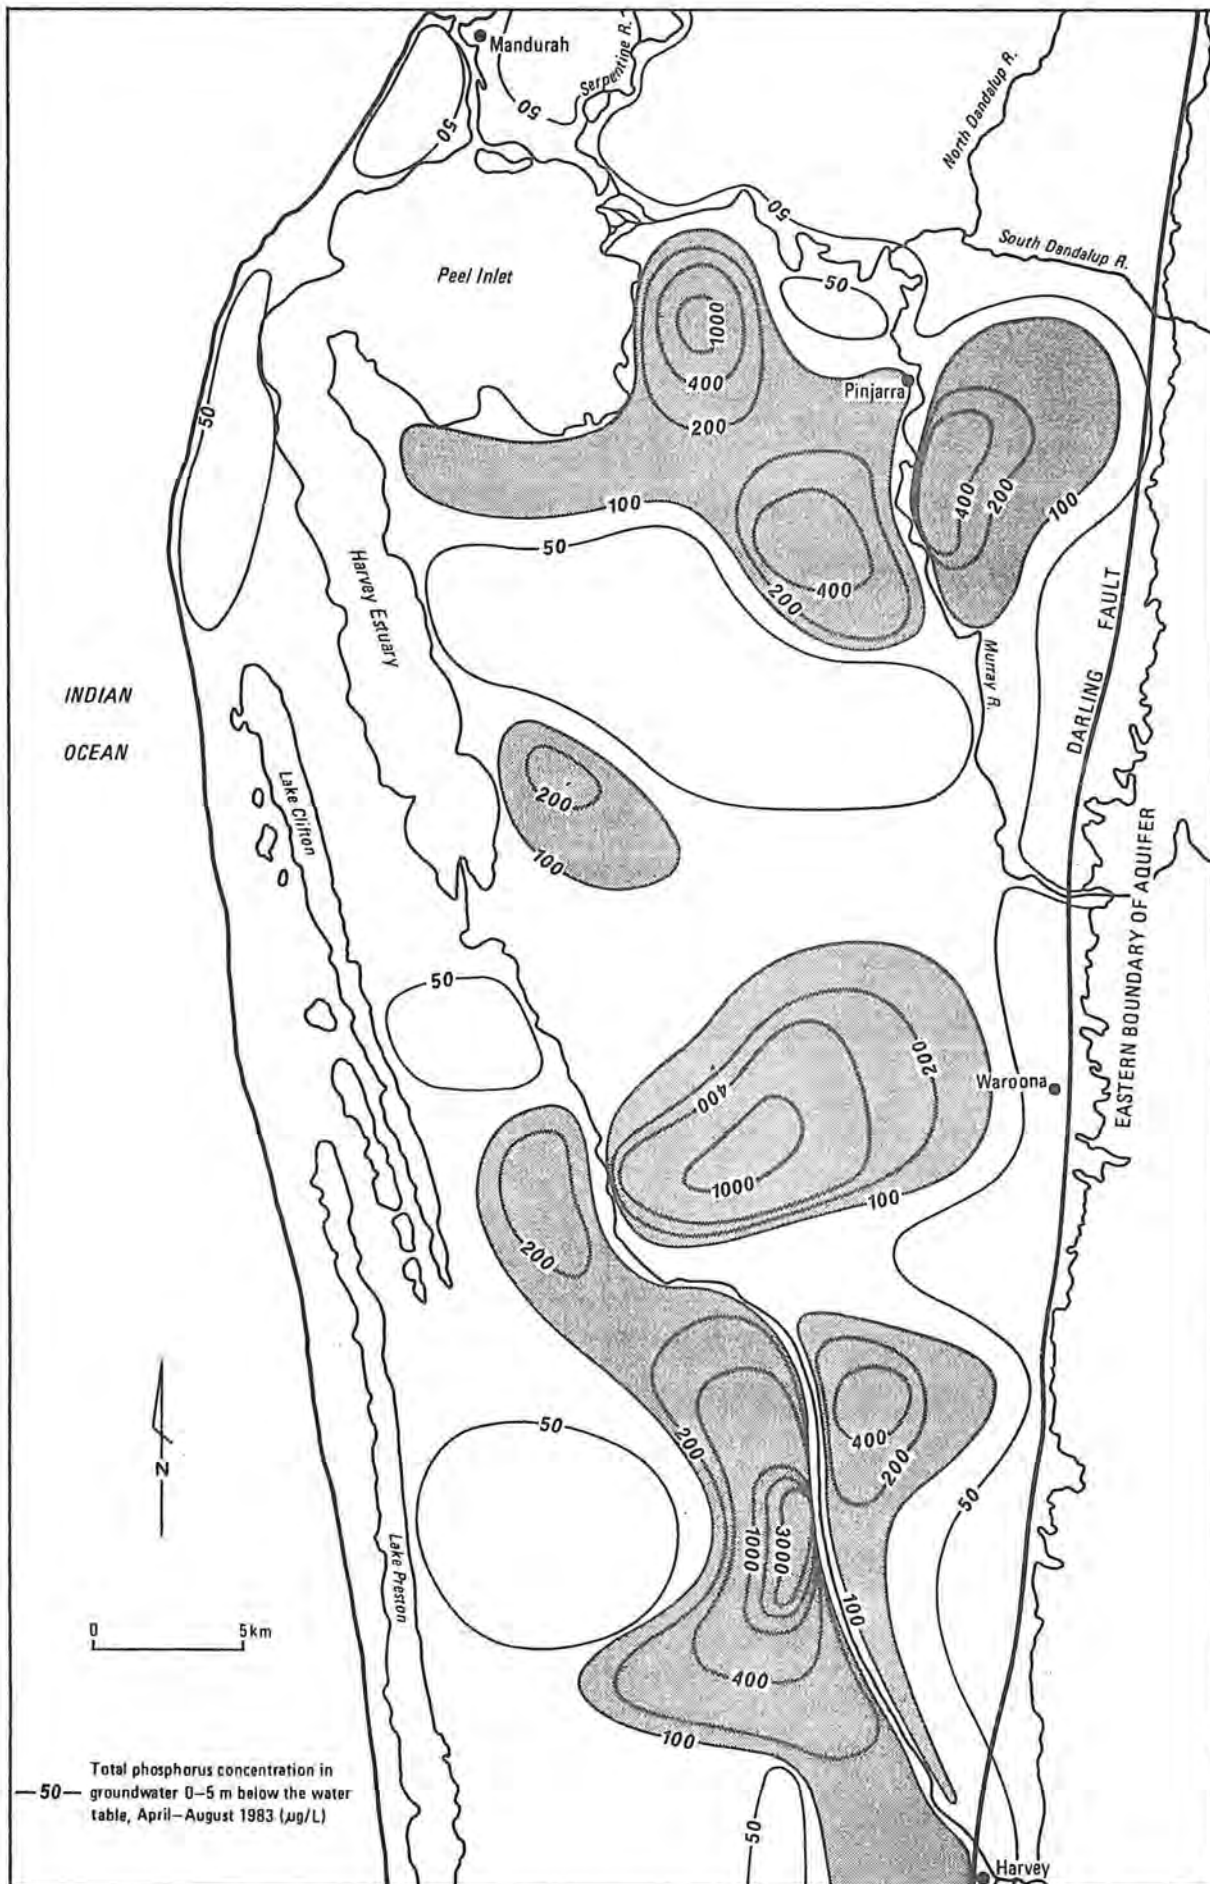 Mandurah
Serpentine R.
50
50
North Dandalup R.
50
South Dandalup R.
Peel Inlet
50
1000
400
Pinjarra
200
50
400
200
100
100
50
400
200
Harvey Estuary
Murray R.
DARLING FAULT
INDIAN
OCEAN
Lake Clifton
200
100
EASTERN BOUNDARY OF AQUIFER
50
200
Waroona
400
1000
100
200
50
400
200
200
50
N
1000
3000
Lake Preston
100
0 5km
400
100
Total phosphorus concentration in
—50— groundwater 0–5 m below the water
table, April–August 1983 (µg/L)
50
Harvey